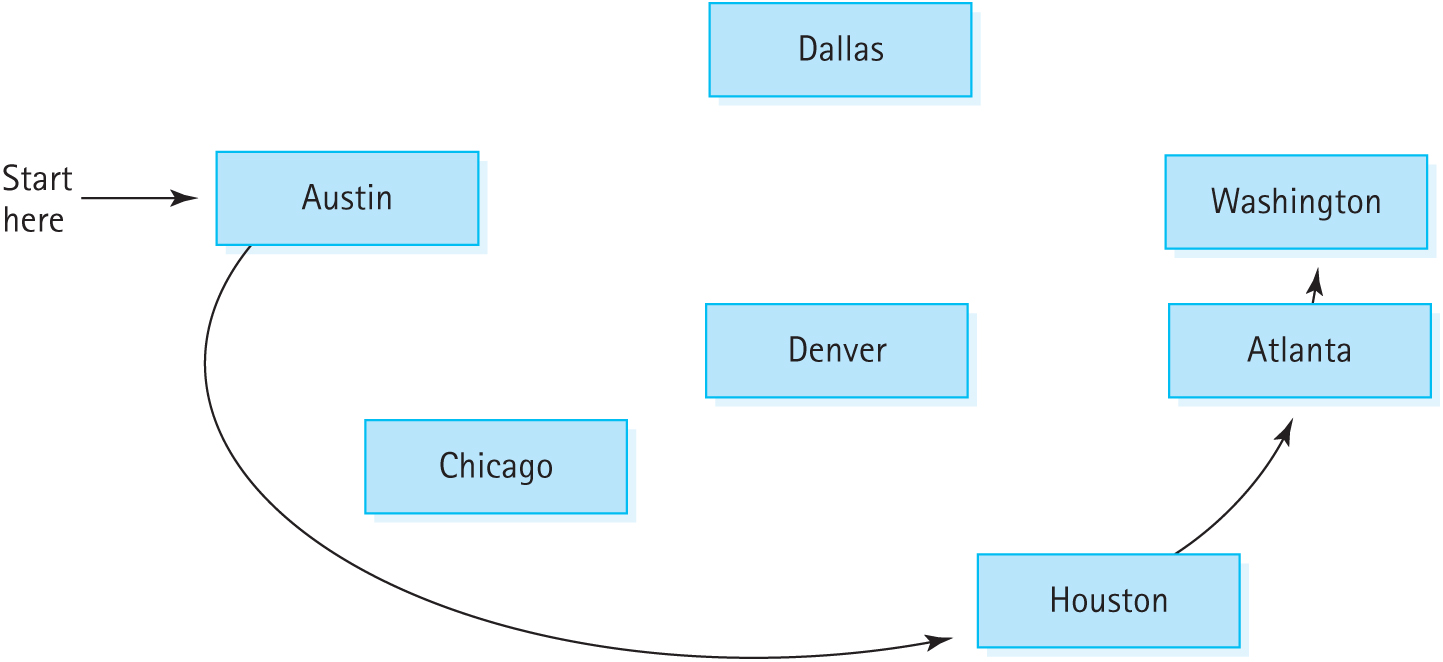 Dallas
Start
here
Austin
Washington
Denver
Atlanta
Chicago
Houston